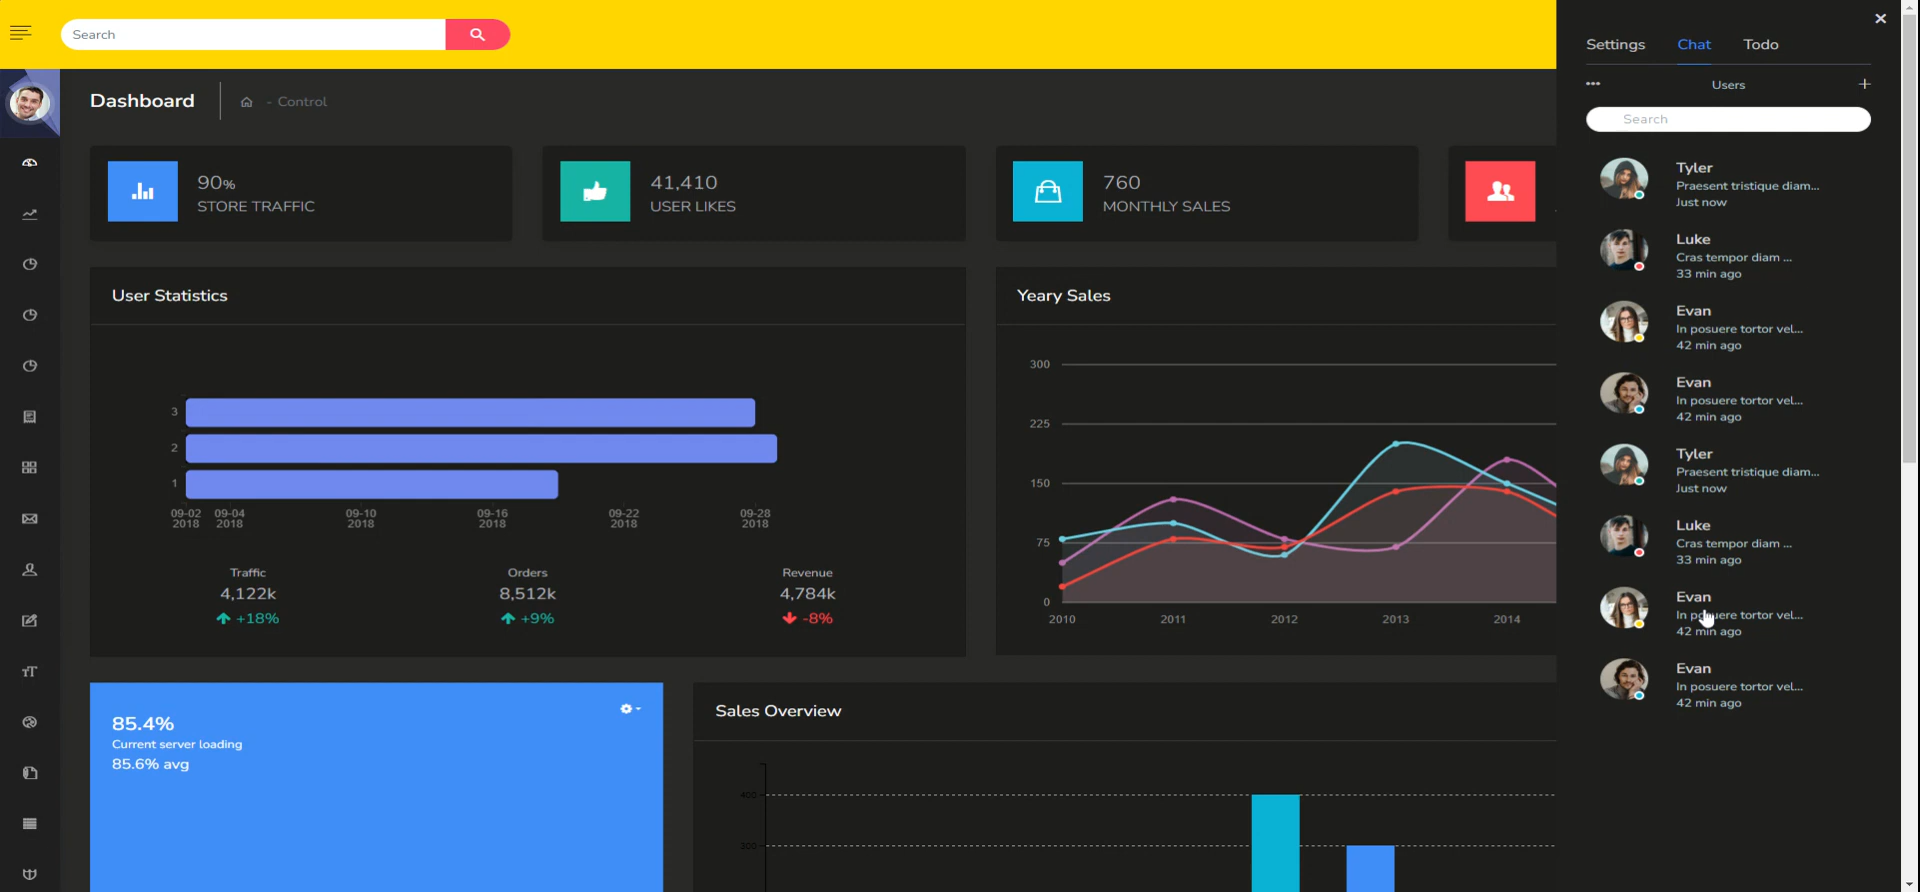 Search
Settings
Chat
Todo
Dashboard
- Control
Users
Search
90%
STORE TRAFFIC
41,410
USER LIKES
760
MONTHLY SALES
Tyler
Praesent tristique diam...
Just now
Luke
Cras tempor diam ...
33 min ago
Evan
In posuere tortor vel...
42 min ago
Evan
In posuere tortor vel...
42 min ago
Tyler
Praesent tristique diam...
Just now
Luke
Cras tempor diam ...
33 min ago
Evan
In posuere tortor vel...
42 min ago
Evan
In posuere tortor vel...
42 min ago
User Statistics
3
2
1
09-02 2018
09-04 2018
09-10 2018
09-16 2018
09-22 2018
09-28 2018
Traffic
4,122k
+18%
Orders
8,512k
+9%
Revenue
4,784k
-8%
Yeary Sales
300
225
150
75
0
2010
2011
2012
2013
2014
85.4%
Current server loading
85.6% avg
Sales Overview
400
300